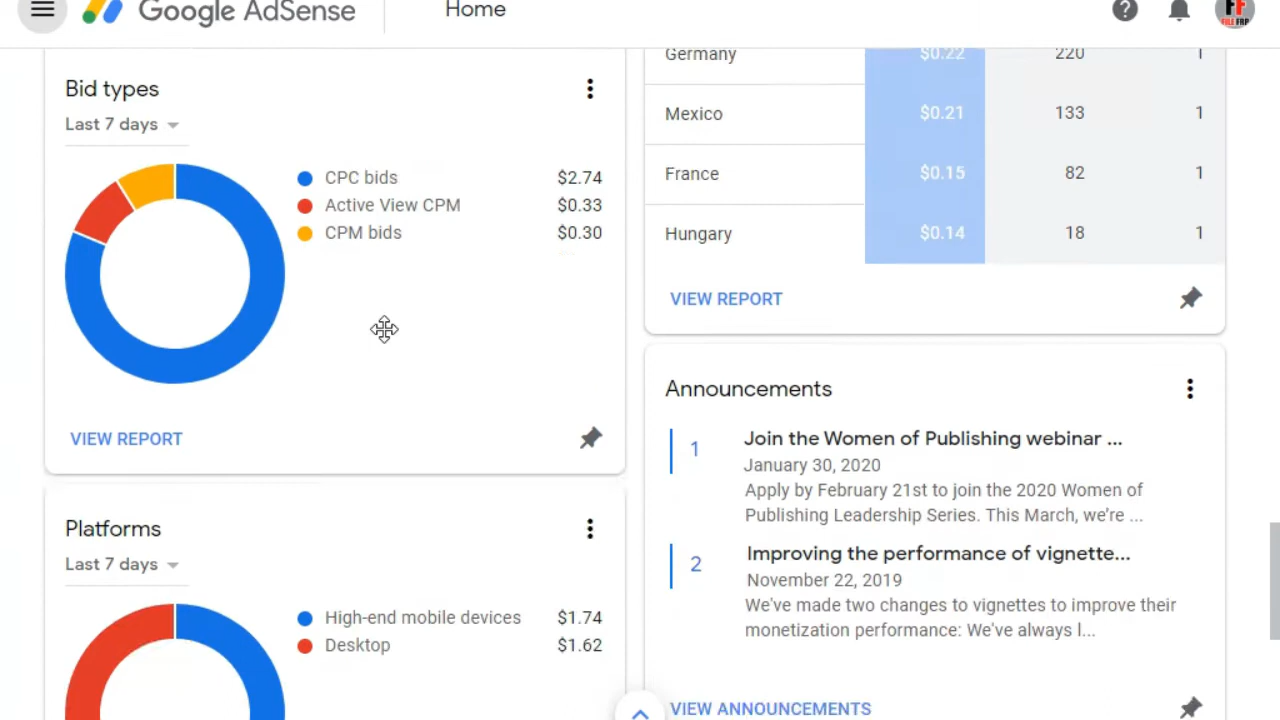 Google AdSense
Home
FILE FRP
Bid types
Last 7 days
CPC bids $2.74
Active View CPM $0.33
CPM bids $0.30
VIEW REPORT
Platforms
Last 7 days
High-end mobile devices $1.74
Desktop $1.62
Germany $0.22 220 1
Mexico $0.21 133 1
France $0.15 82 1
Hungary $0.14 18 1
VIEW REPORT
Announcements
1 Join the Women of Publishing webinar ...
January 30, 2020
Apply by February 21st to join the 2020 Women of
Publishing Leadership Series. This March, we’re ...
2 Improving the performance of vignette...
November 22, 2019
We've made two changes to vignettes to improve their
monetization performance: We've always l...
VIEW ANNOUNCEMENTS